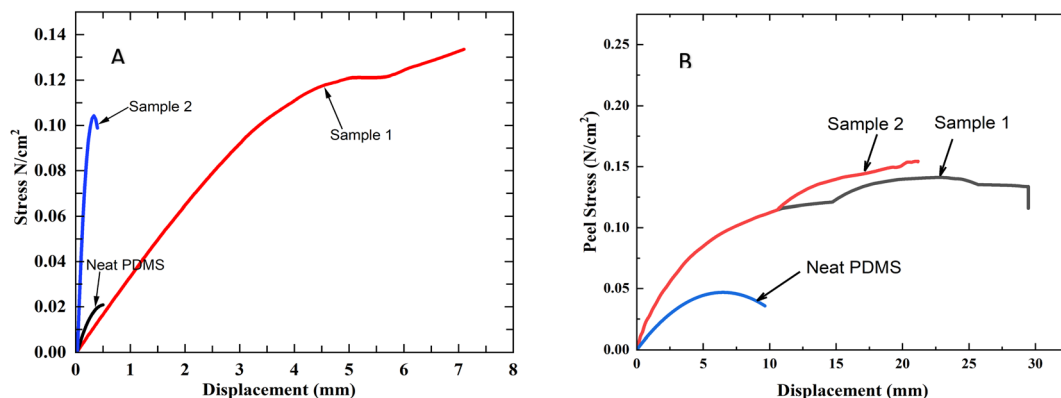 A
Stress N/cm²
0.14
0.12
0.10
0.08
0.06
0.04
0.02
0.00
Sample 2
Sample 1
Neat PDMS
0 1 2 3 4 5 6 7 8
Displacement (mm)
B
Peel Stress (N/cm²)
0.25
0.20
0.15
0.10
0.05
0.00
Sample 2
Sample 1
Neat PDMS
0 5 10 15 20 25 30
Displacement (mm)